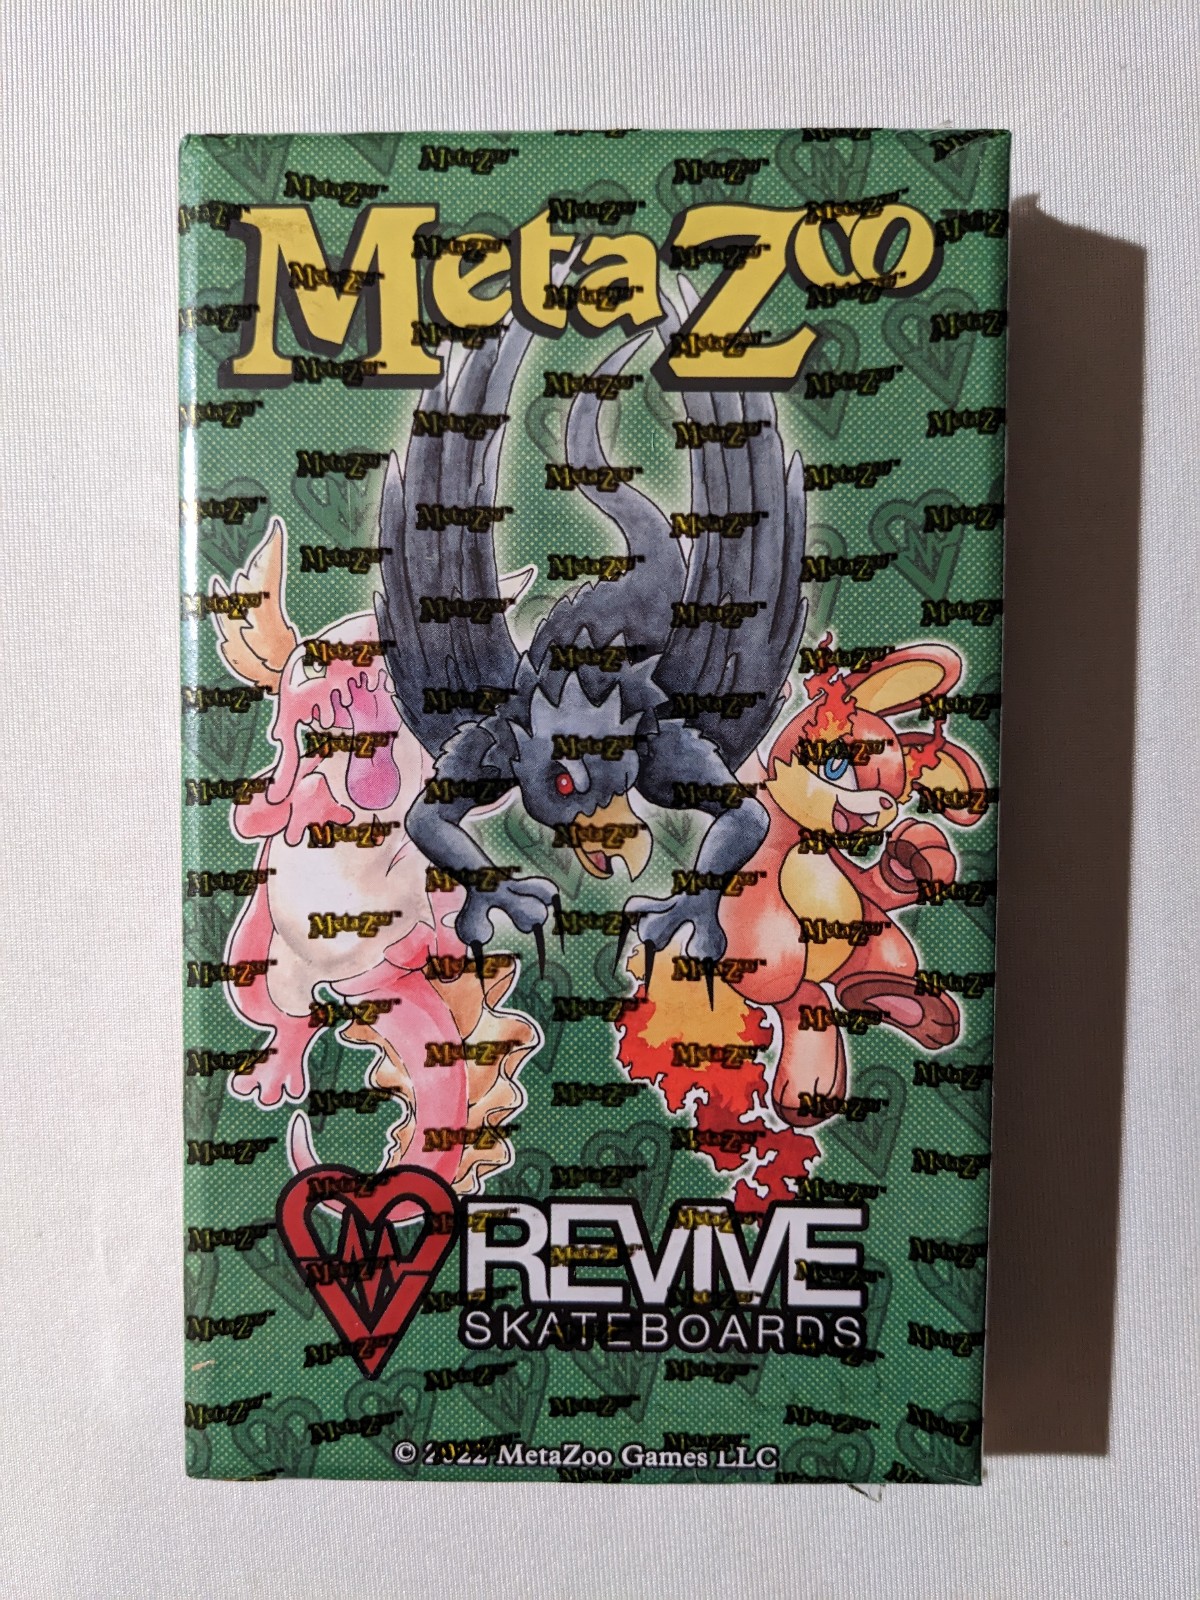 MetaZoo
REVIVE
SKATEBOARDS
© 2022 MetaZoo Games LLC